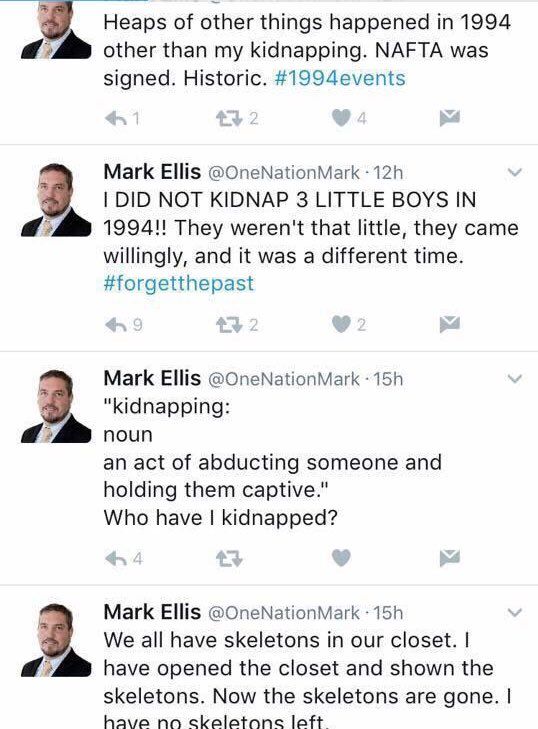 Heaps of other things happened in 1994
other than my kidnapping. NAFTA was
signed. Historic. #1994events
1 2 4
Mark Ellis @OneNationMark · 12h
I DID NOT KIDNAP 3 LITTLE BOYS IN
1994!! They weren't that little, they came
willingly, and it was a different time.
#forgetthepast
9 2 2
Mark Ellis @OneNationMark · 15h
"kidnapping:
noun
an act of abducting someone and
holding them captive."
Who have I kidnapped?
4
Mark Ellis @OneNationMark · 15h
We all have skeletons in our closet. I
have opened the closet and shown the
skeletons. Now the skeletons are gone. I
have no skeletons left.